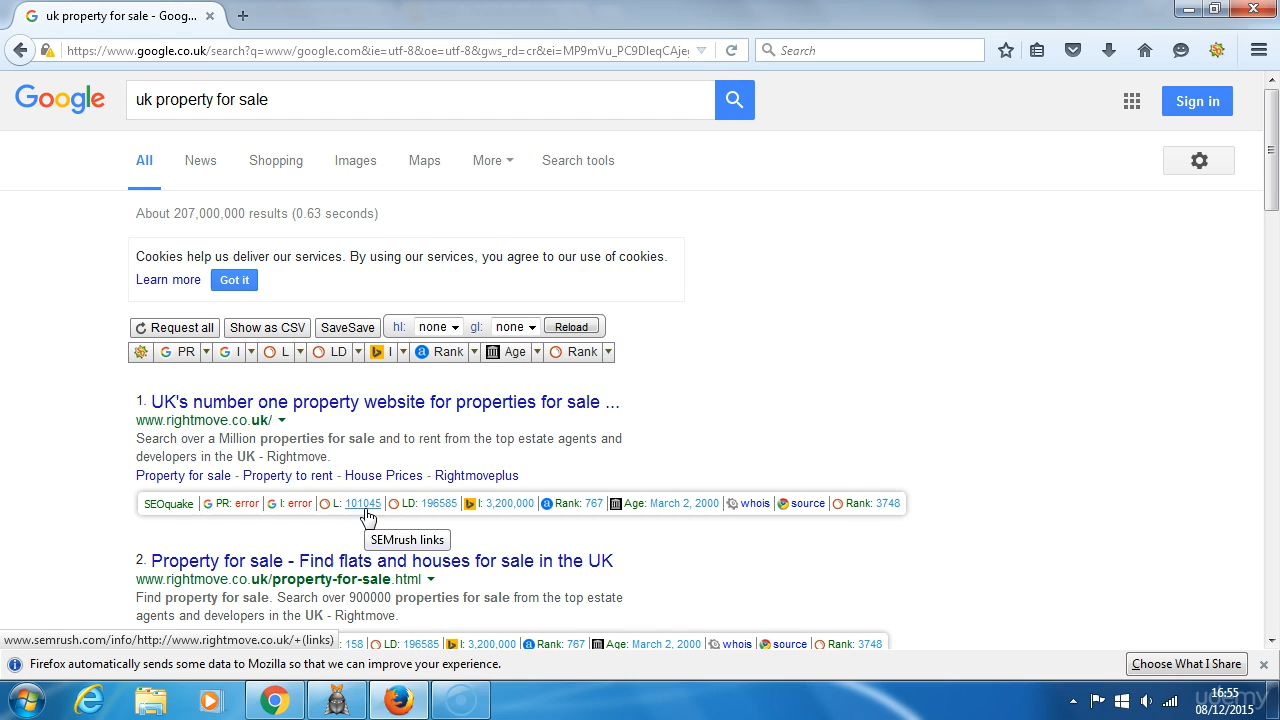 uk property for sale - Goog...
https://www.google.co.uk/search?q=www/google.com&ie=utf-8&oe=utf-8&gws_rd=cr&ei=MP9mVu_PC9DleqCAje
Search
Google
uk property for sale
Sign in
All News Shopping Images Maps More Search tools
About 207,000,000 results (0.63 seconds)
Cookies help us deliver our services. By using our services, you agree to our use of cookies.
Learn more Got it
Request all Show as CSV SaveSave hl: none gl: none Reload
PR I L LD I Rank Age Rank
1. UK's number one property website for properties for sale ...
www.rightmove.co.uk/
Search over a Million properties for sale and to rent from the top estate agents and
developers in the UK - Rightmove.
Property for sale - Property to rent - House Prices - Rightmoveplus
SEOquake PR: error I: error L: 101045 LD: 196585 I: 3,200,000 Rank: 767 Age: March 2, 2000 whois source Rank: 3748
SEMrush links
2. Property for sale - Find flats and houses for sale in the UK
www.rightmove.co.uk/property-for-sale.html
Find property for sale. Search over 900000 properties for sale from the top estate
agents and developers in the UK - Rightmove.
www.semrush.com/info/http://www.rightmove.co.uk/+(links) : 158 LD: 196585 I: 3,200,000 Rank: 767 Age: March 2, 2000 whois source Rank: 3748
Firefox automatically sends some data to Mozilla so that we can improve your experience. Choose What I Share
16:55
08/12/2015
udemy